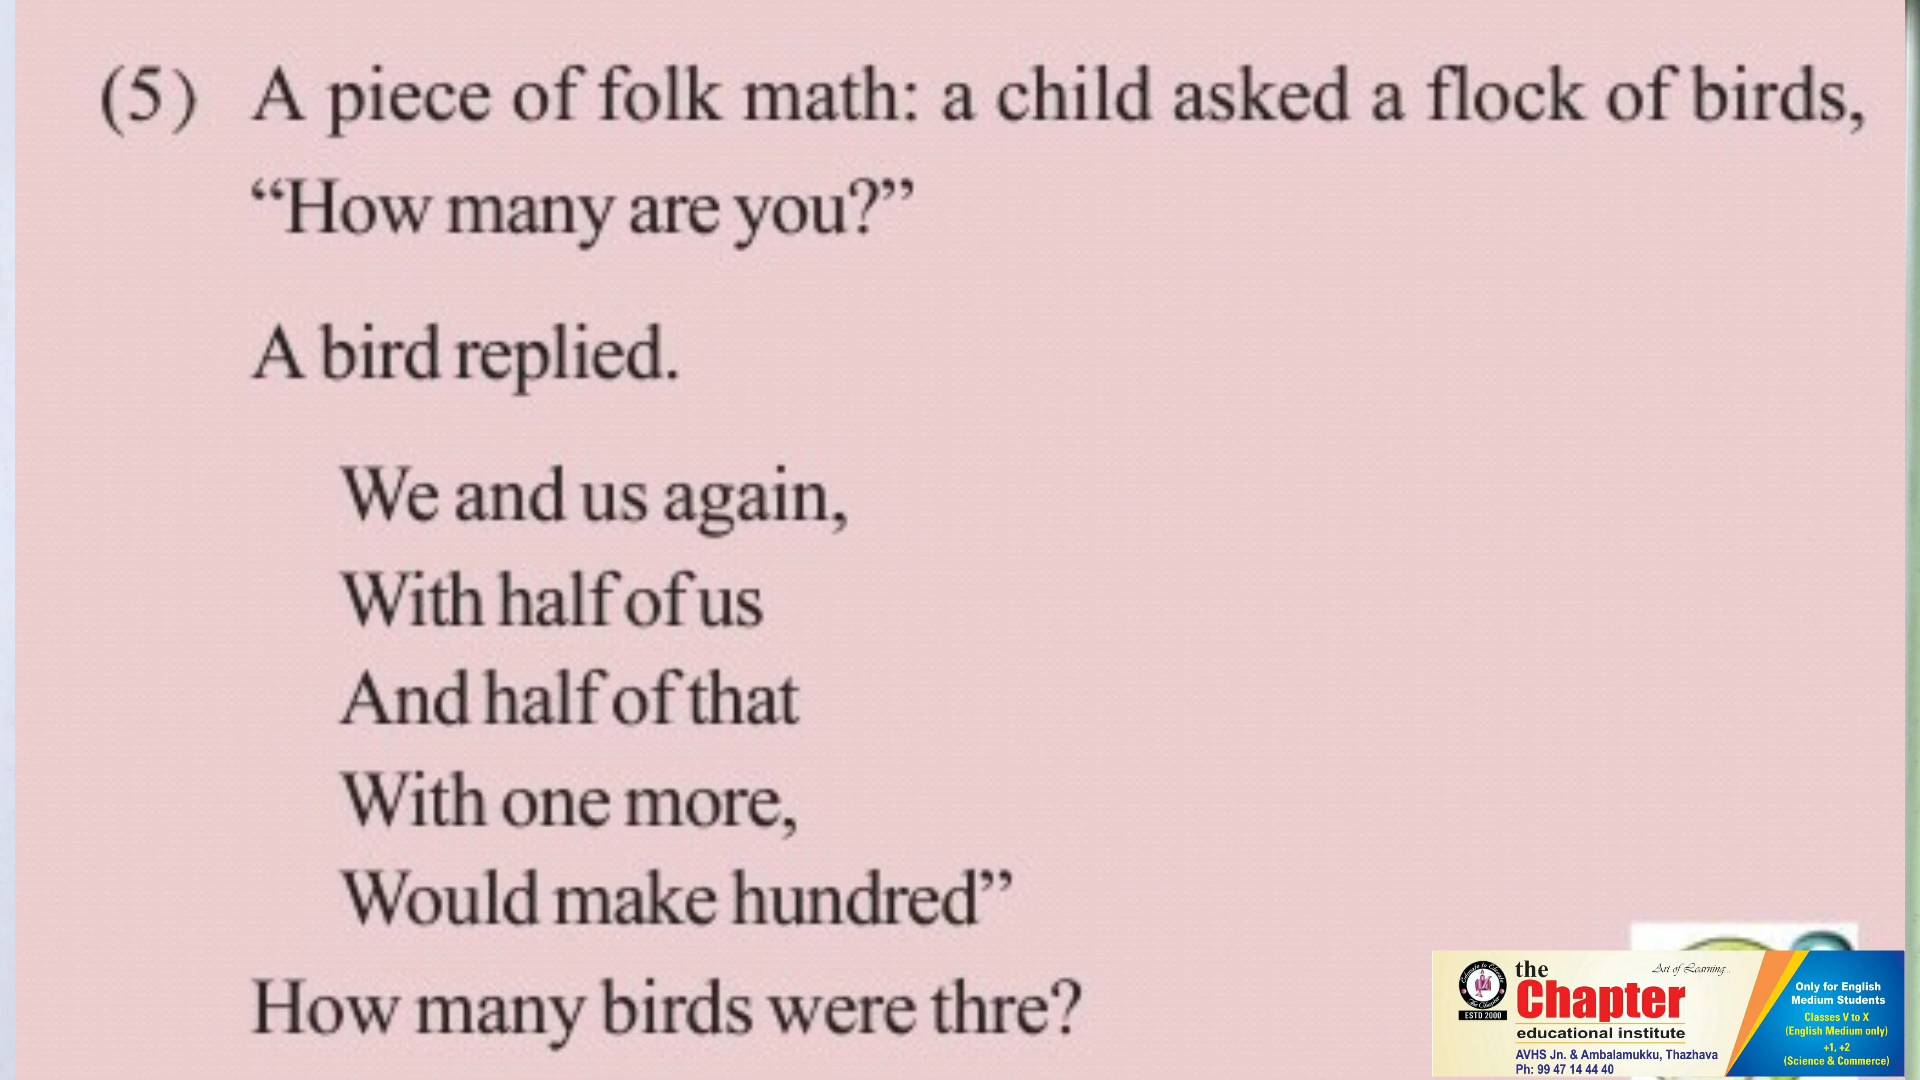 (5) A piece of folk math: a child asked a flock of birds,
“How many are you?”
A bird replied.
We and us again,
With half of us
And half of that
With one more,
Would make hundred”
How many birds were thre?
the
Chapter
educational institute
Art of Learning..
ESTD 2000
AVHS Jn. & Ambalamukku, Thazhava
Ph: 99 47 14 44 40
Only for English
Medium Students
Classes V to X
(English Medium only)
+1, +2
(Science & Commerce)